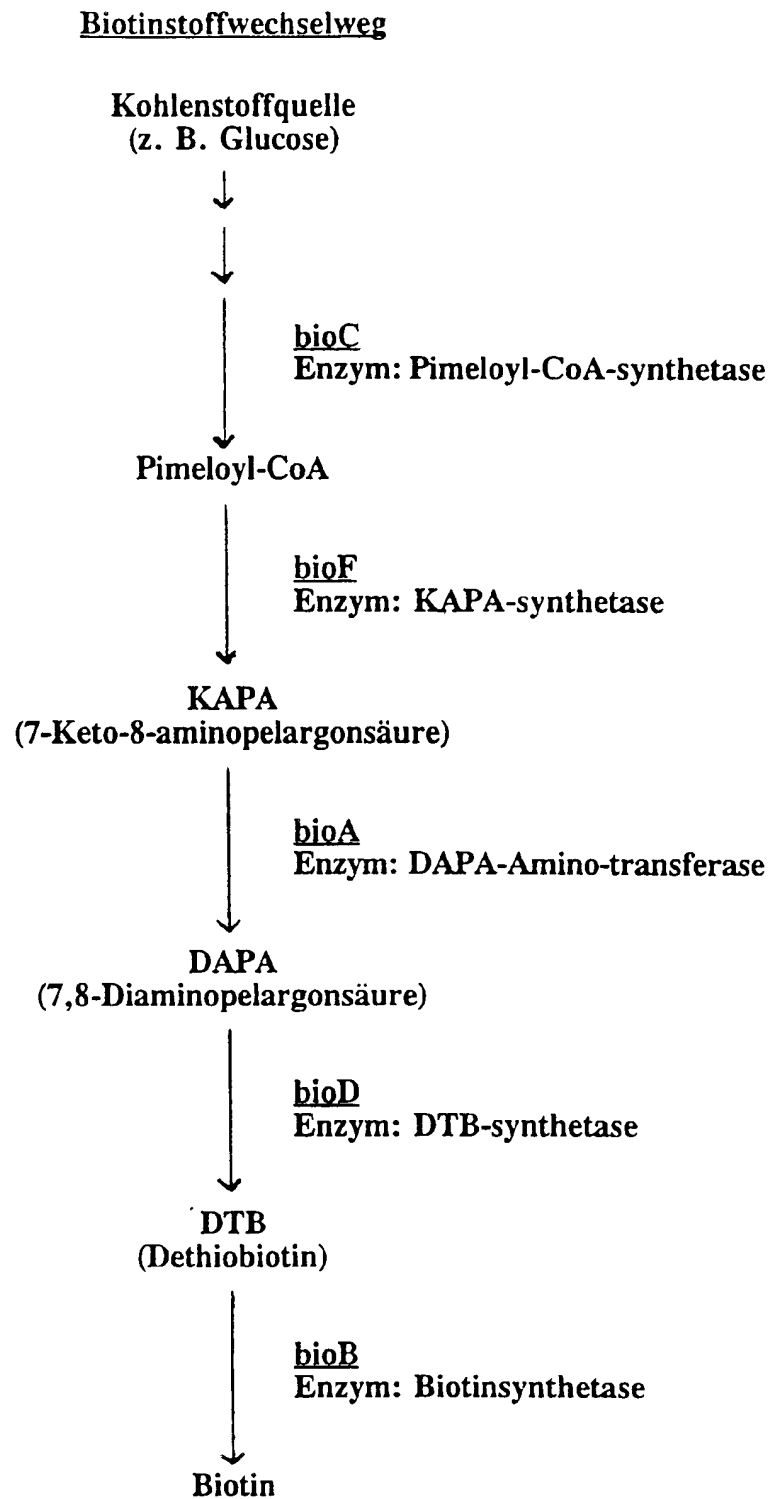 Biotinstoffwechselweg
Kohlenstoffquelle
(z. B. Glucose)
bioC
Enzym: Pimeloyl-CoA-synthetase
Pimeloyl-CoA
bioF
Enzym: KAPA-synthetase
KAPA
(7-Keto-8-aminopelargonsäure)
bioA
Enzym: DAPA-Amino-transferase
DAPA
(7,8-Diaminopelargonsäure)
bioD
Enzym: DTB-synthetase
DTB
(Dethiobiotin)
bioB
Enzym: Biotinsynthetase
Biotin